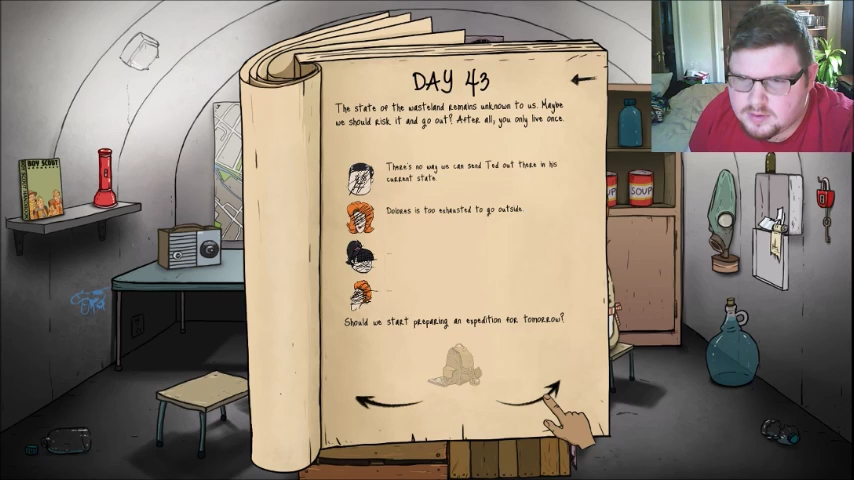 DAY 43
The state of the wasteland remains unknown to us. Maybe
we should risk it and go out? After all, you only live once.
There's no way we can send Ted out there in his
current state.
Dolores is too exhausted to go outside.
Should we start preparing an expedition for tomorrow?
BOY SCOUT
SOUP
SOUP